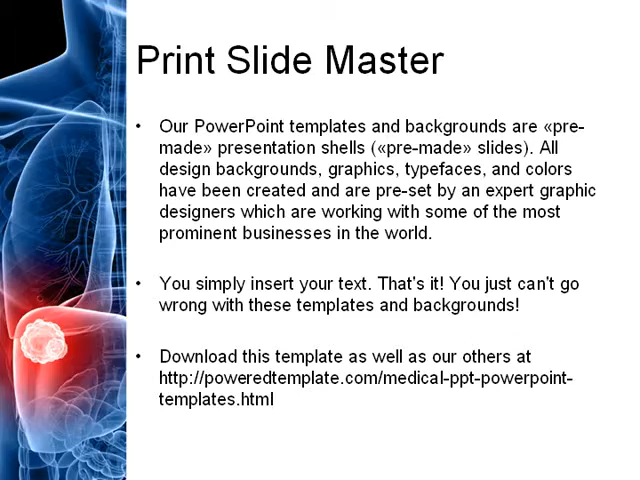 Print Slide Master
• Our PowerPoint templates and backgrounds are «pre-
made» presentation shells («pre-made» slides). All
design backgrounds, graphics, typefaces, and colors
have been created and are pre-set by an expert graphic
designers which are working with some of the most
prominent businesses in the world.
• You simply insert your text. That's it! You just can't go
wrong with these templates and backgrounds!
• Download this template as well as our others at
http://poweredtemplate.com/medical-ppt-powerpoint-
templates.html